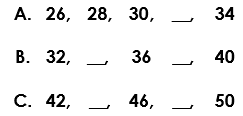 A. 26, 28, 30, __, 34
B. 32, __, 36 __, 40
C. 42, __, 46, __, 50